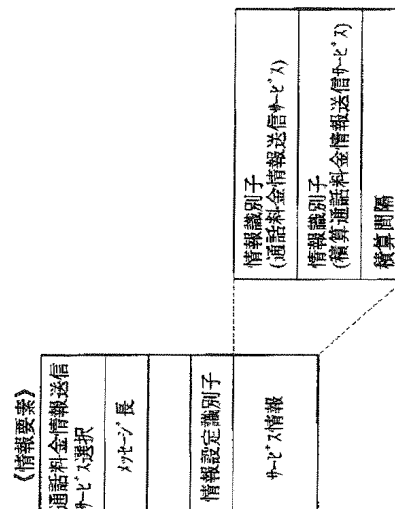 《情報要素》
通話料金情報送信
サービス選択
メッセージ長
情報設定識別子
サービス情報
情報識別子
(通話料金情報送信サービス)
情報識別子
(積算通話料金情報送信サービス)
積算間隔